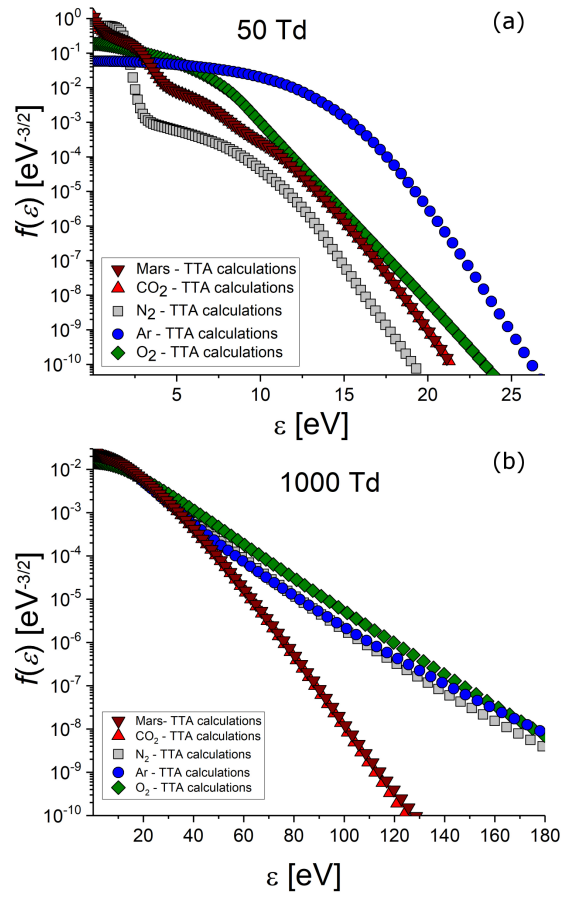 (a)
50 Td
10^0
10^-1
10^-2
10^-3
10^-4
10^-5
10^-6
10^-7
10^-8
10^-9
10^-10
f(ε) [eV^-3/2]
Mars - TTA calculations
CO2 - TTA calculations
N2 - TTA calculations
Ar - TTA calculations
O2 - TTA calculations
5 10 15 20 25
ε [eV]
(b)
1000 Td
10^-2
10^-3
10^-4
10^-5
10^-6
10^-7
10^-8
10^-9
10^-10
f(ε) [eV^-3/2]
Mars- TTA calculations
CO2 - TTA calculations
N2 - TTA calculations
Ar - TTA calculations
O2 - TTA calculations
20 40 60 80 100 120 140 160 180
ε [eV]